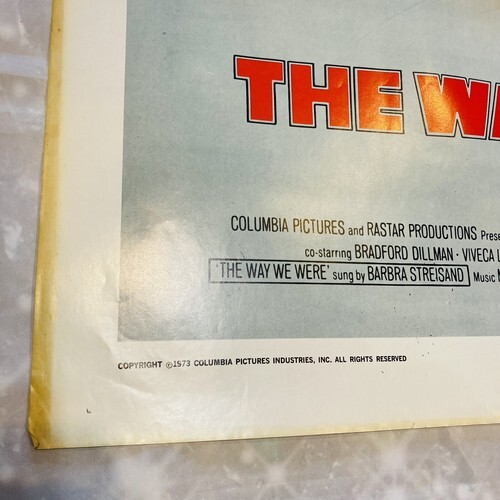 THE WA
COLUMBIA PICTURES and RASTAR PRODUCTIONS Prese
co-starring BRADFORD DILLMAN · VIVECA L
'THE WAY WE WERE' sung by BARBRA STREISAND Music
COPYRIGHT ©1973 COLUMBIA PICTURES INDUSTRIES, INC. ALL RIGHTS RESERVED